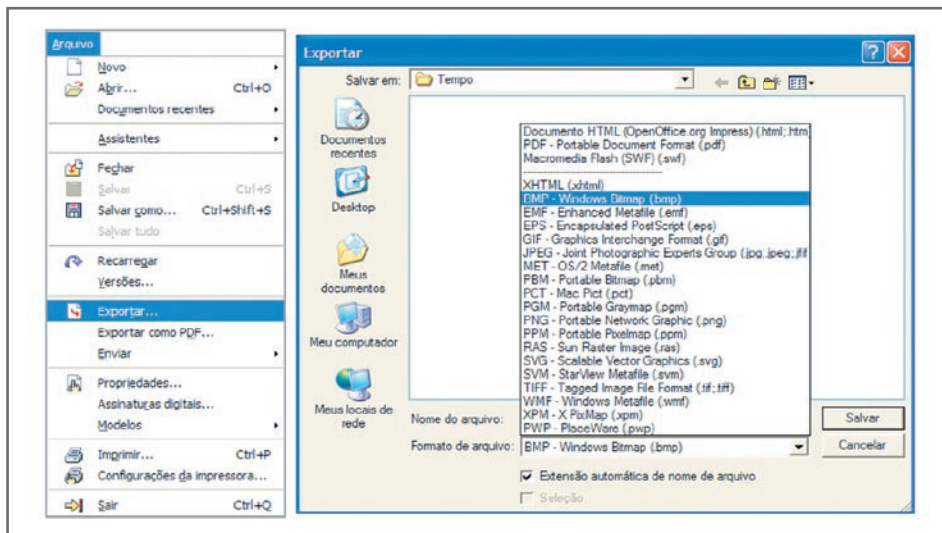 Arquivo
Novo
Abrir... Ctrl+O
Documentos recentes
Assistentes
Fechar
Salvar Ctrl+S
Salvar como... Ctrl+Shift+S
Salvar tudo
Recarregar
Versões...
Exportar...
Exportar como PDF...
Enviar
Propriedades...
Assinaturas digitais...
Modelos
Imprimir... Ctrl+P
Configurações da impressora...
Sair Ctrl+Q
Exportar
Salvar em: Tempo
Documentos
recentes
Desktop
Meus
documentos
Meu computador
Meus locais de
rede
Documento HTML (OpenOffice.org Impress) (.html;.htm
PDF - Portable Document Format (.pdf)
Macromedia Flash (SWF) (.swf)
XHTML (.xhtml)
BMP - Windows Bitmap (.bmp)
EMF - Enhanced Metafile (.emf)
EPS - Encapsulated PostScript (.eps)
GIF - Graphics Interchange Format (.gif)
JPEG - Joint Photographic Experts Group (.jpg;.jpeg;.jfif
MET - OS/2 Metafile (.met)
PBM - Portable Bitmap (.pbm)
PCT - Mac Pict (.pct)
PGM - Portable Graymap (.pgm)
PNG - Portable Network Graphic (.png)
PPM - Portable Pixelmap (.ppm)
RAS - Sun Raster Image (.ras)
SVG - Scalable Vector Graphics (.svg)
SVM - StarView Metafile (.svm)
TIFF - Tagged Image File Format (.tif;.tiff)
WMF - Windows Metafile (.wmf)
XPM - X PixMap (.xpm)
PWP - PlaceWare (.pwp)
Nome do arquivo: Salvar
Formato de arquivo: BMP - Windows Bitmap (.bmp) Cancelar
Extensão automática de nome de arquivo
Seleção